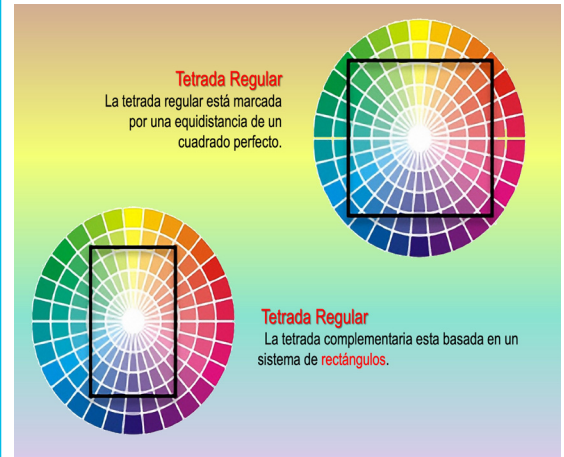 Tetrada Regular
La tetrada regular está marcada
por una equidistancia de un
cuadrado perfecto.
Tetrada Regular
La tetrada complementaria esta basada en un
sistema de rectángulos.